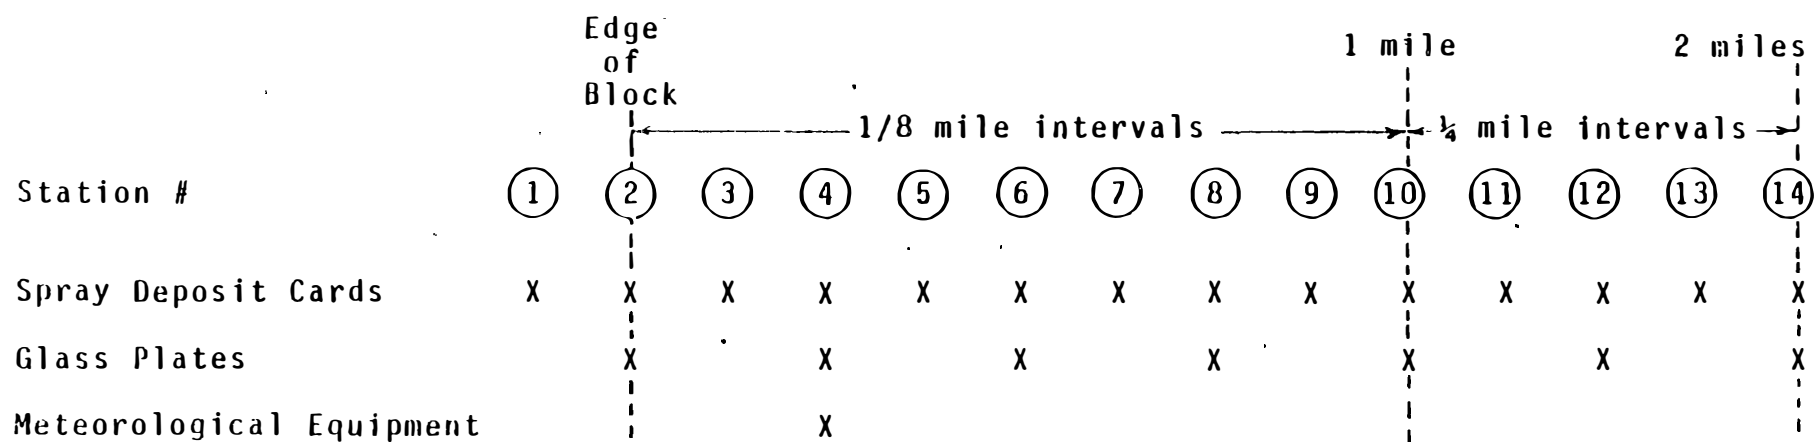 Edge
of
Block
1 mile 2 miles
1/8 mile intervals ¼ mile intervals
Station # 1 2 3 4 5 6 7 8 9 10 11 12 13 14
Spray Deposit Cards X X X X X X X X X X X X X X
Glass Plates X X X X X X X
Meteorological Equipment X